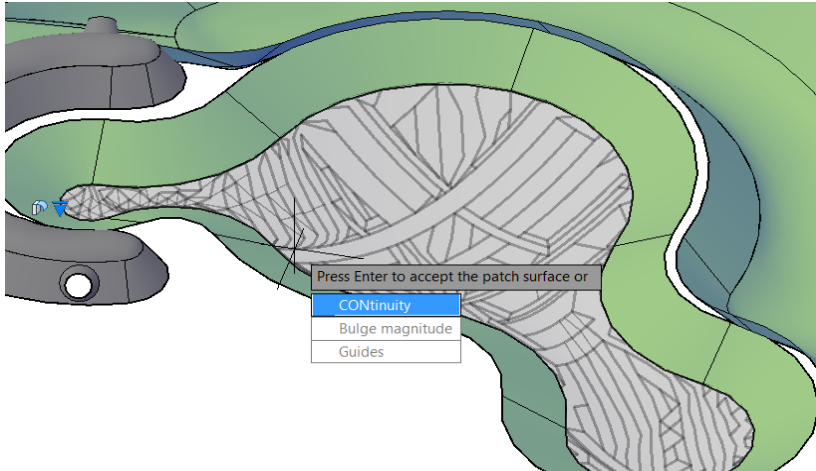 Press Enter to accept the patch surface or
CONtinuity
Bulge magnitude
Guides